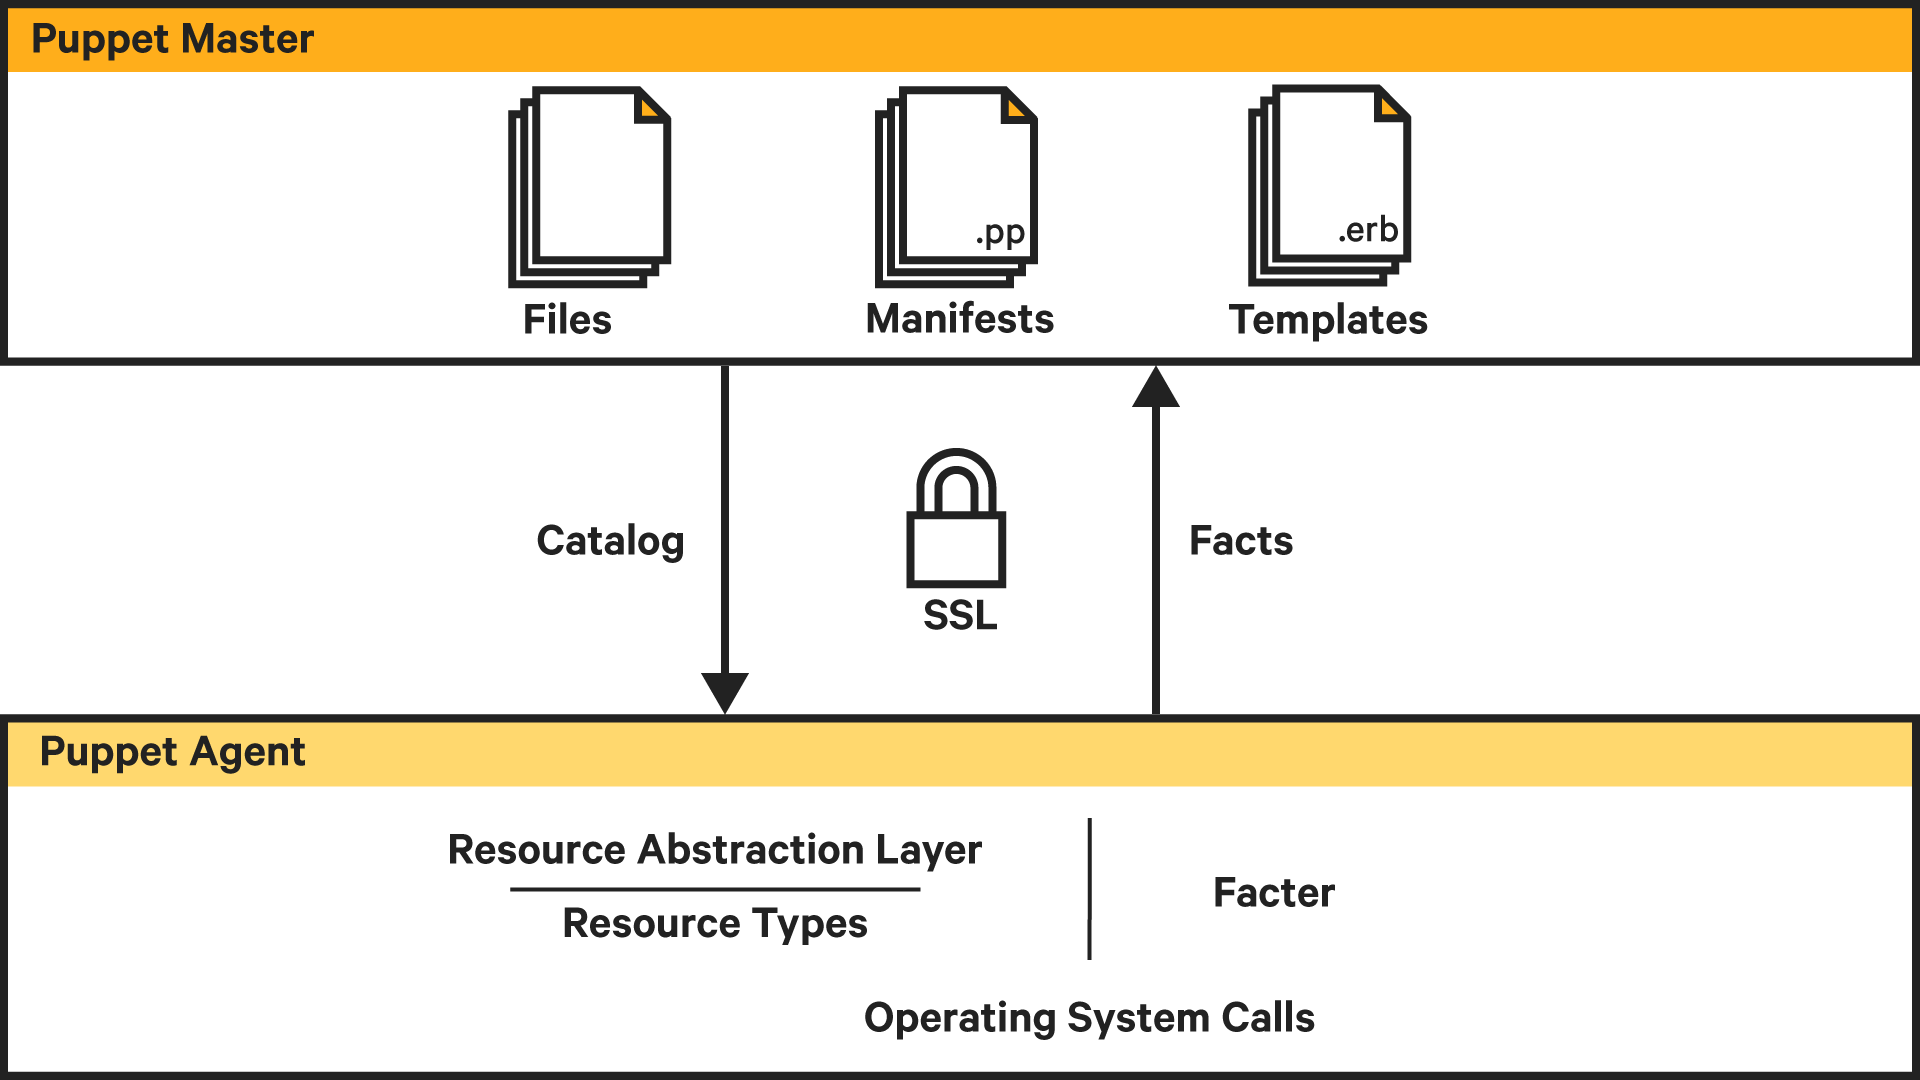 Puppet Master
.pp
.erb
Files
Manifests
Templates
Catalog
SSL
Facts
Puppet Agent
Resource Abstraction Layer
Resource Types
Facter
Operating System Calls